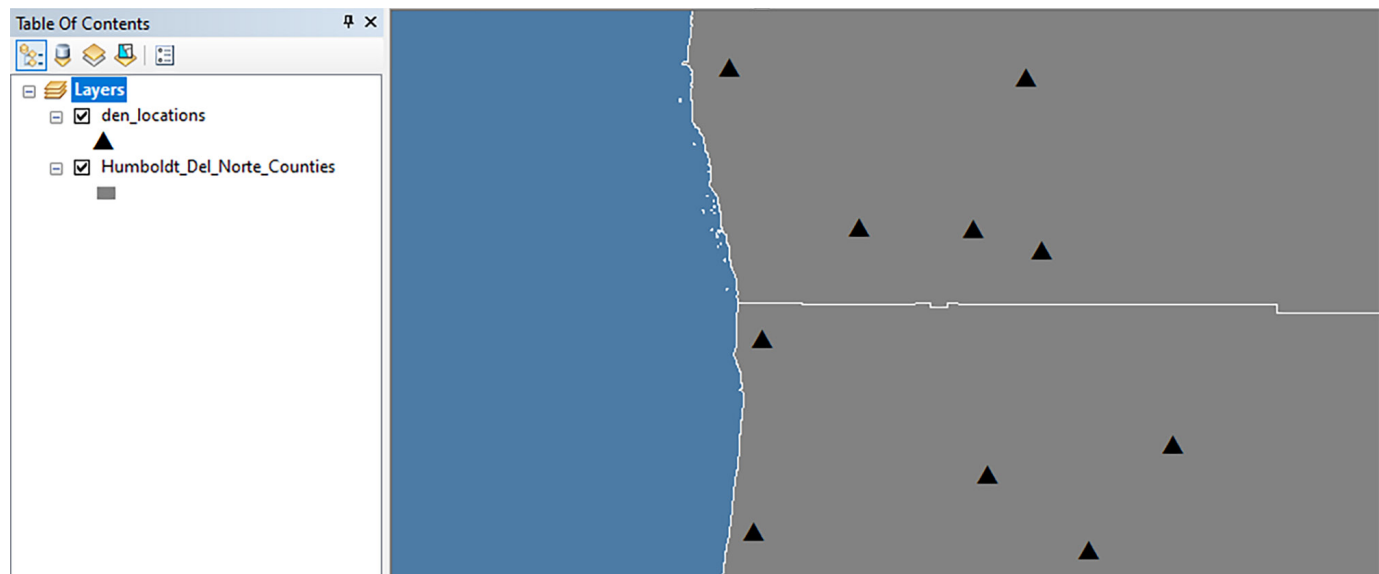 Table Of Contents
Layers
den_locations
Humboldt_Del_Norte_Counties